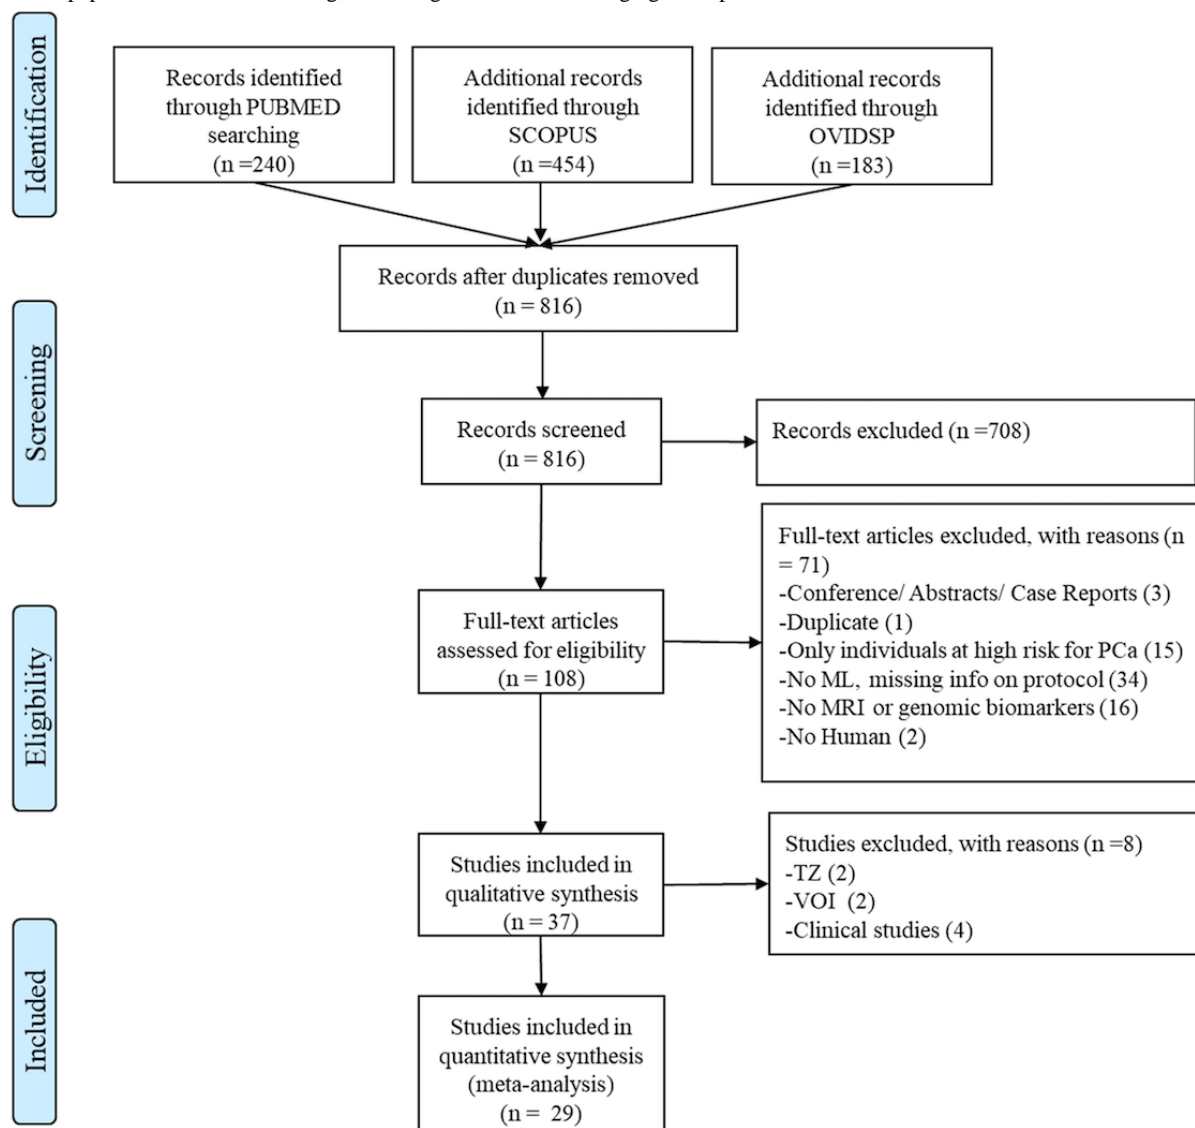 Identification
Records identified
through PUBMED
searching
(n =240)
Additional records
identified through
SCOPUS
(n =454)
Additional records
identified through
OVIDSP
(n =183)
Records after duplicates removed
(n = 816)
Screening
Records screened
(n = 816)
Records excluded (n =708)
Eligibility
Full-text articles
assessed for eligibility
(n = 108)
Full-text articles excluded, with reasons (n
= 71)
-Conference/ Abstracts/ Case Reports (3)
-Duplicate (1)
-Only individuals at high risk for PCa (15)
-No ML, missing info on protocol (34)
-No MRI or genomic biomarkers (16)
-No Human (2)
Studies included in
qualitative synthesis
(n = 37)
Studies excluded, with reasons (n =8)
-TZ (2)
-VOI (2)
-Clinical studies (4)
Included
Studies included in
quantitative synthesis
(meta-analysis)
(n = 29)